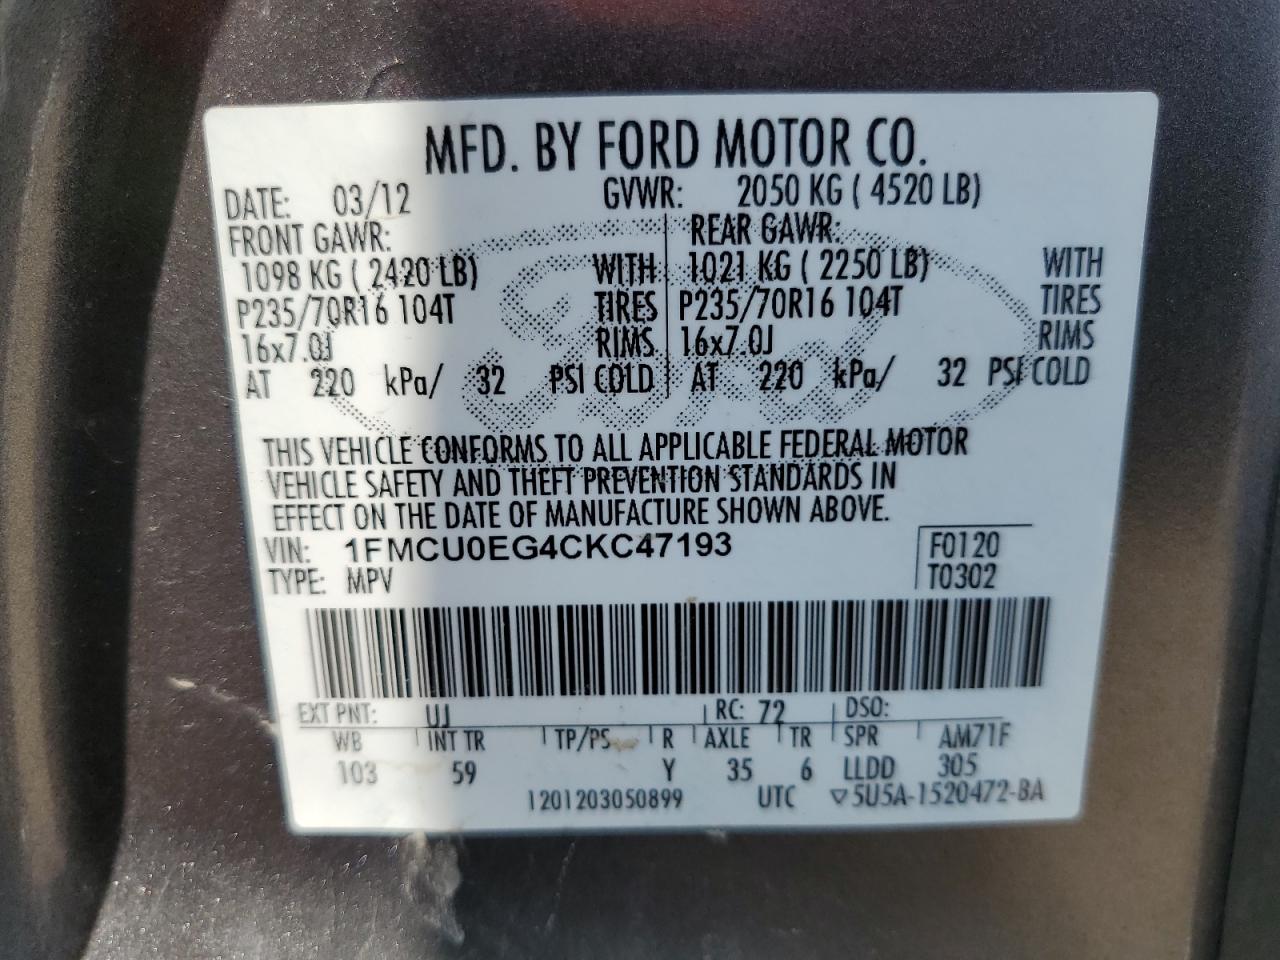 MFD. BY FORD MOTOR CO.
DATE: 03/12 GVWR: 2050 KG ( 4520 LB)
FRONT GAWR: REAR GAWR:
1098 KG ( 2420 LB) WITH 1021 KG ( 2250 LB) WITH
P235/70R16 104T TIRES P235/70R16 104T TIRES
16x7.0J RIMS 16x7.0J RIMS
AT 220 kPa/ 32 PSI COLD AT 220 kPa/ 32 PSI COLD
THIS VEHICLE CONFORMS TO ALL APPLICABLE FEDERAL MOTOR
VEHICLE SAFETY AND THEFT PREVENTION STANDARDS IN
EFFECT ON THE DATE OF MANUFACTURE SHOWN ABOVE.
VIN: 1FMCU0EG4CKC47193 F0120
TYPE: MPV T0302
EXT PNT: UJ RC: 72 DSO:
WB INT TR TP/PS R AXLE TR SPR AM71F
103 59 Y 35 6 LLDD 305
1201203050899 UTC ▽5U5A-1520472-BA
Ford